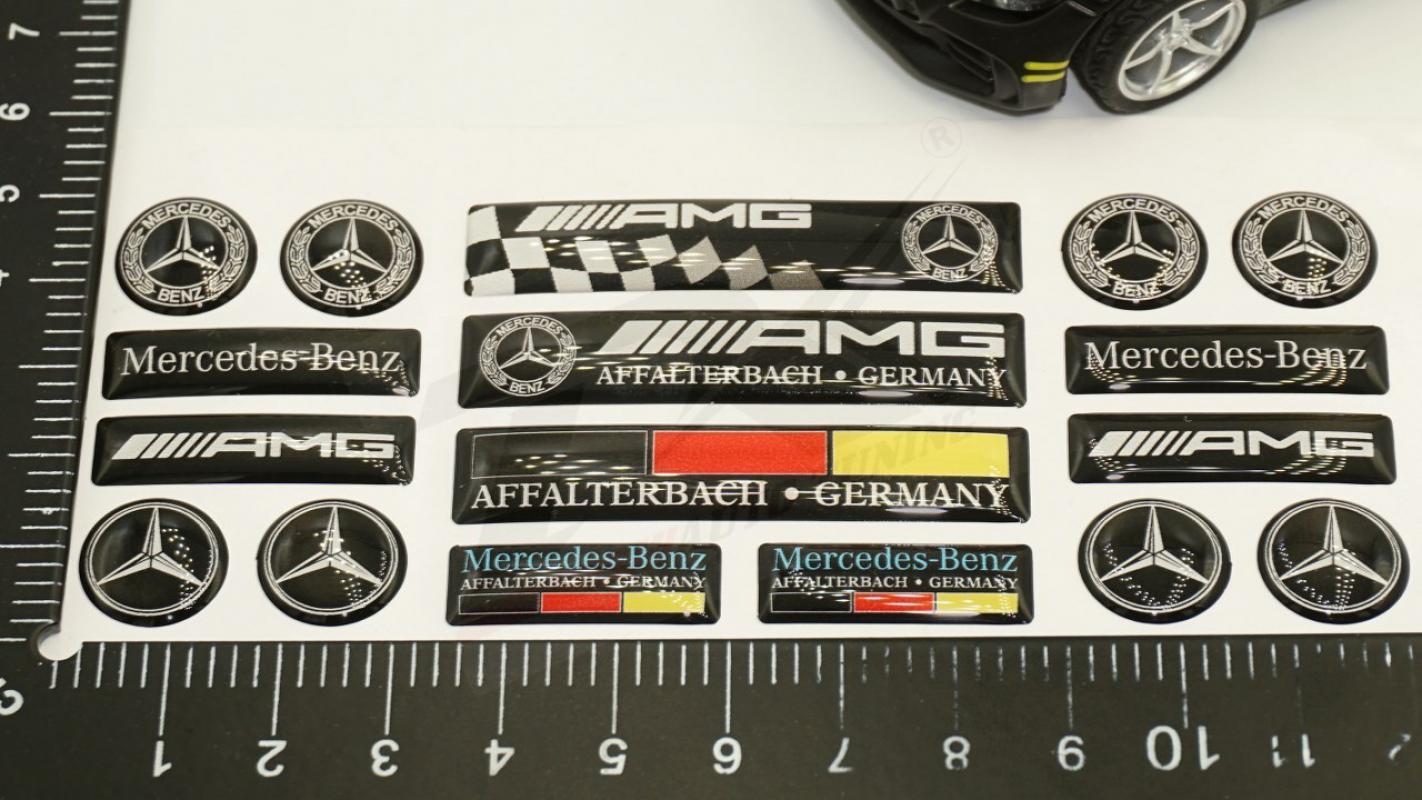 7
6
5
4
MERCEDES
BENZ
MERCEDES
BENZ
AMG
MERCEDES
BENZ
MERCEDES
BENZ
MERCEDES
BENZ
Mercedes-Benz
MERCEDES
BENZ
AMG
AFFALTERBACH • GERMANY
Mercedes-Benz
AMG
AFFALTERBACH • GERMANY
AMG
Mercedes-Benz
AFFALTERBACH • GERMANY
Mercedes-Benz
AFFALTERBACH • GERMANY
1 2 3 4 5 6 7 8 9 10 11